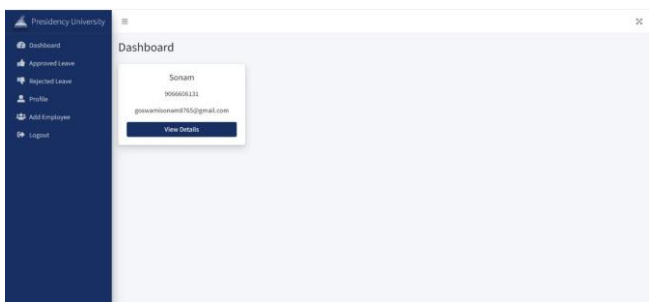 Presidency University
Dashboard
Approved Leave
Rejected Leave
Profile
Add Employee
Logout
Dashboard
Sonam
9066606131
goswamisonam8765@gmail.com
View Details